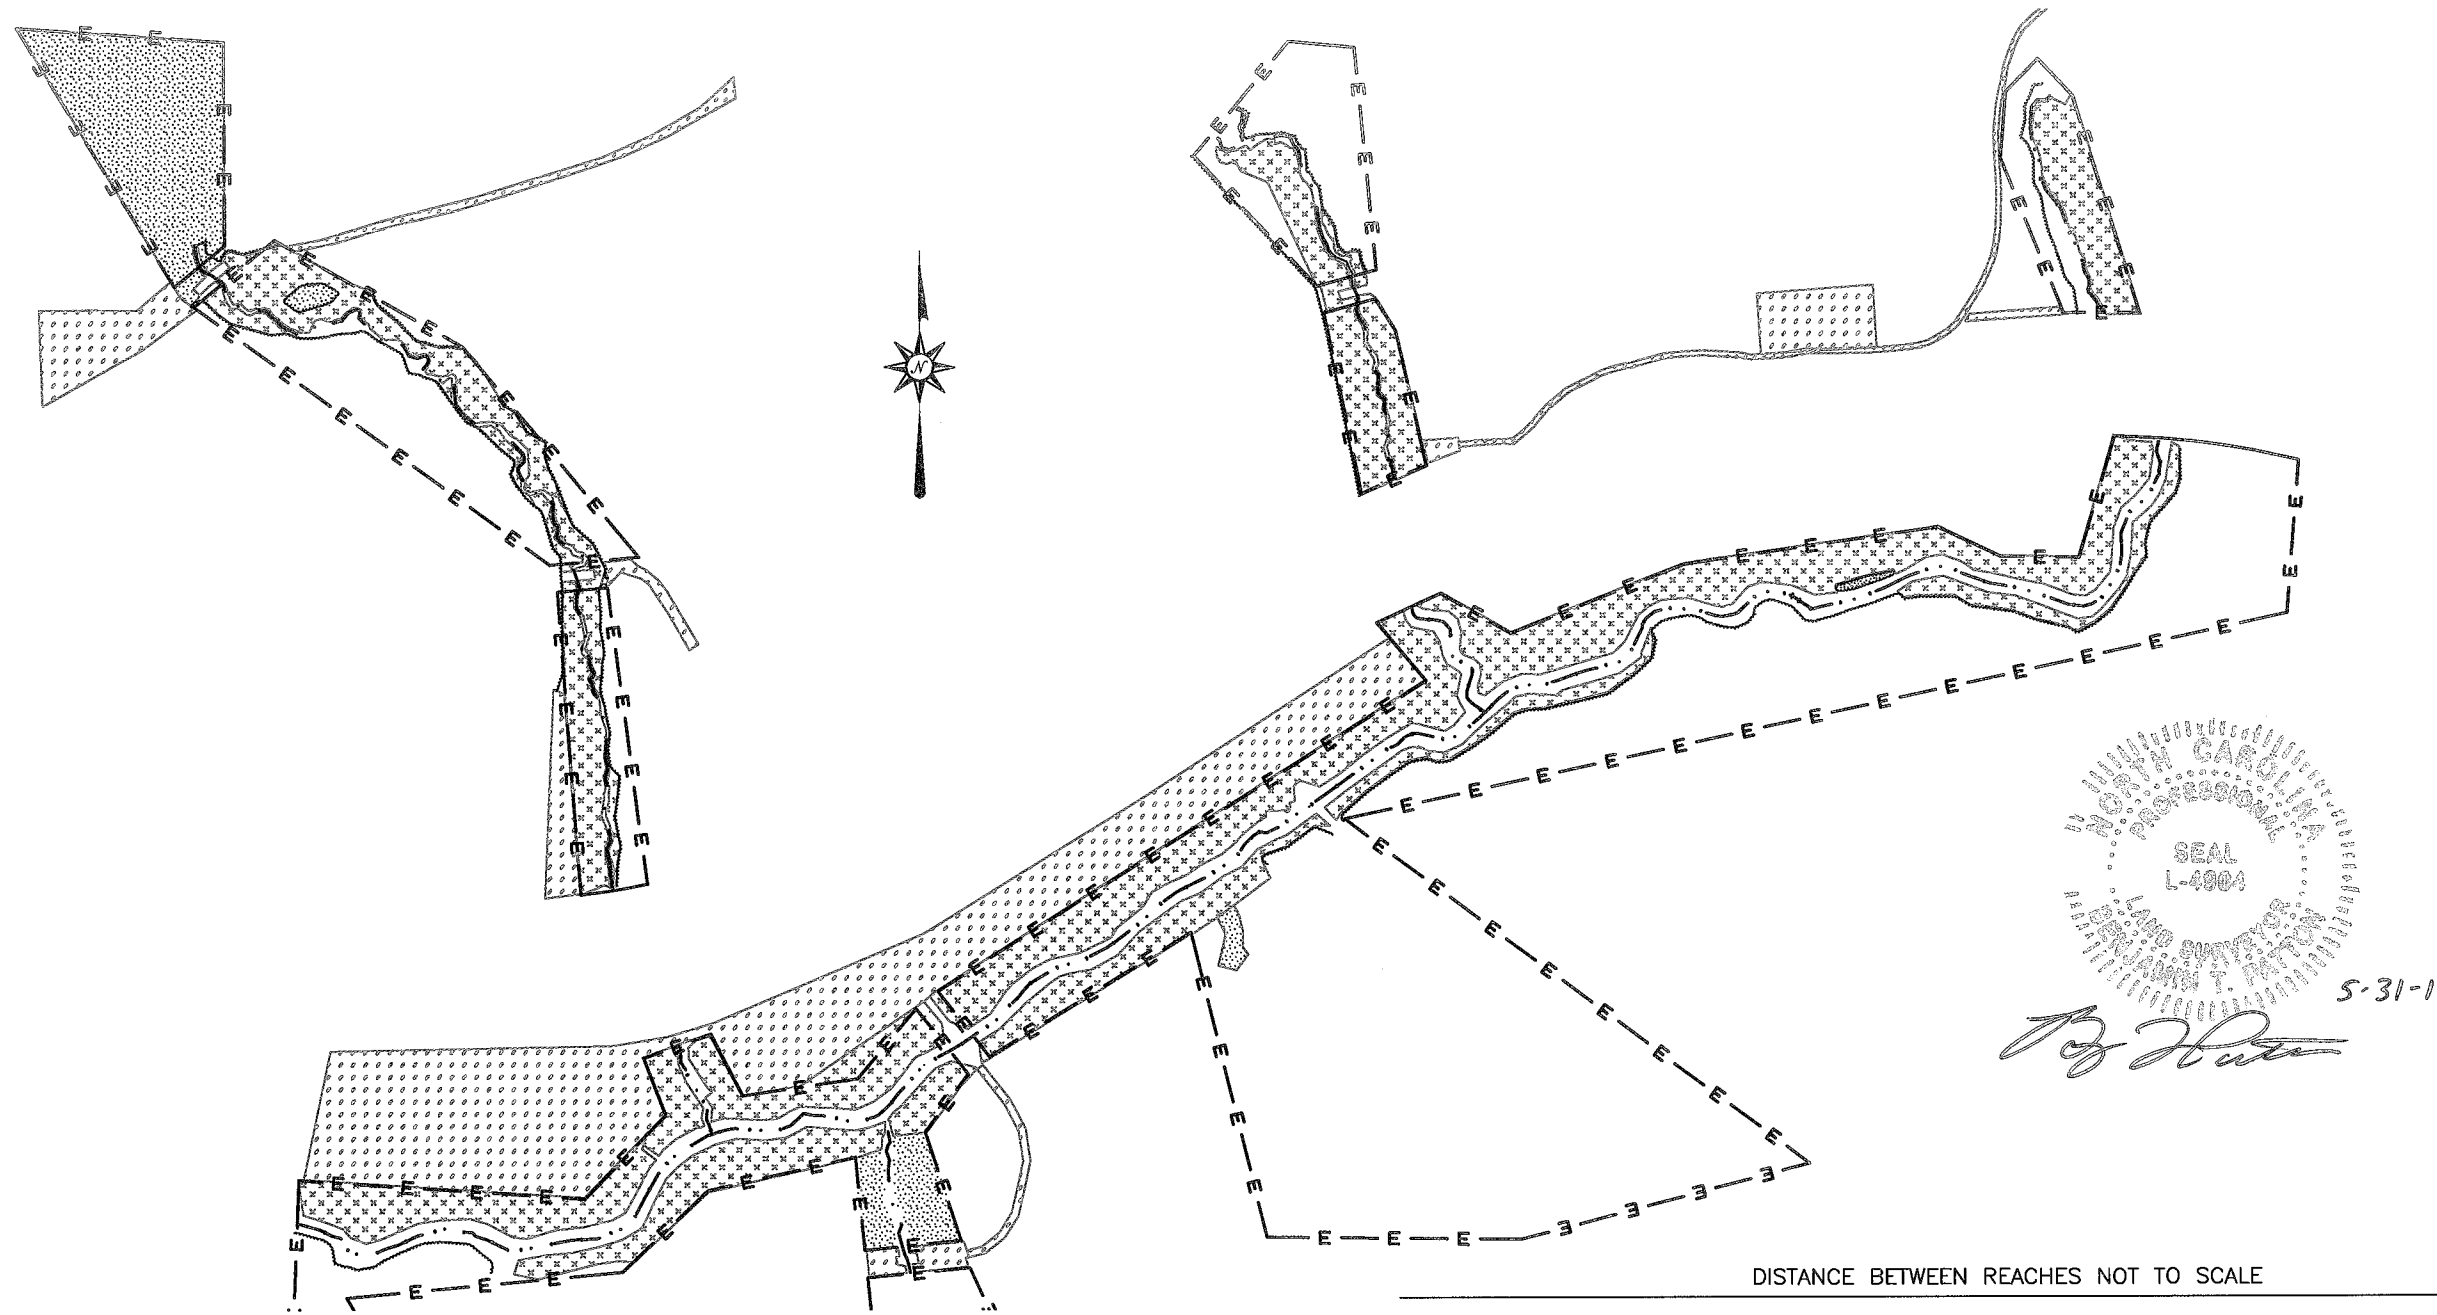 N
NORTH CAROLINA
PROFESSIONAL
SEAL
L-4904
LAND SURVEYOR
BENJAMIN T. PATTON
5-31-1
DISTANCE BETWEEN REACHES NOT TO SCALE